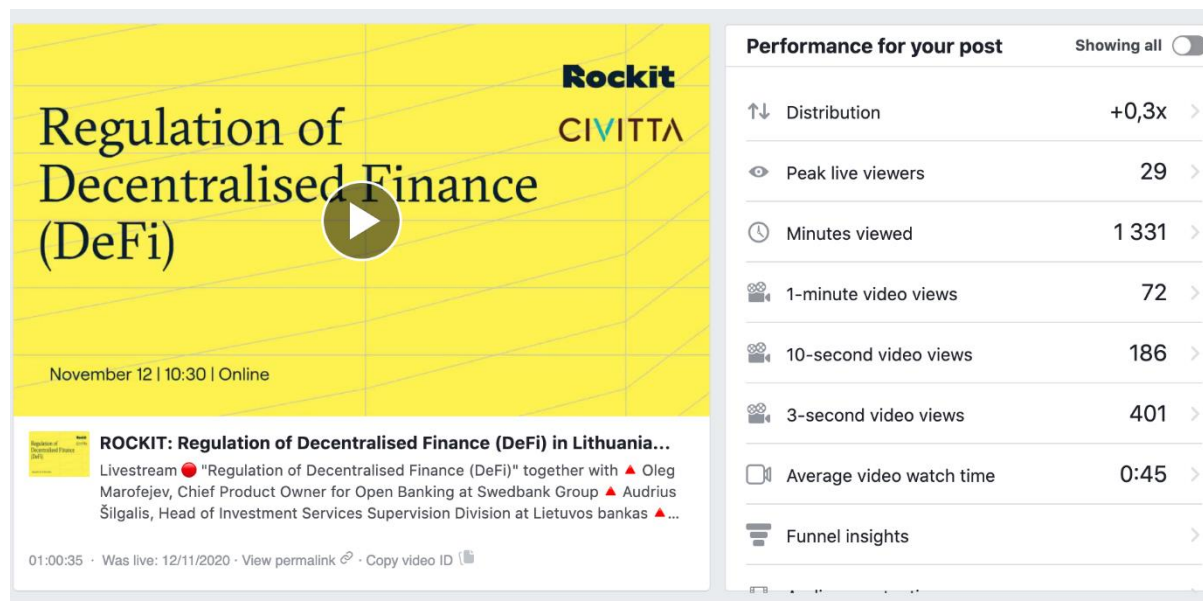 Rockit
CIVITTA
Regulation of
Decentralised Finance
(DeFi)
November 12 | 10:30 | Online
ROCKIT: Regulation of Decentralised Finance (DeFi) in Lithuania...
Livestream 🔴 "Regulation of Decentralised Finance (DeFi)" together with 🔺 Oleg
Marofejev, Chief Product Owner for Open Banking at Swedbank Group 🔺 Audrius
Šilgalis, Head of Investment Services Supervision Division at Lietuvos bankas 🔺...
01:00:35 · Was live: 12/11/2020 · View permalink · Copy video ID
Performance for your post Showing all
Distribution +0,3x
Peak live viewers 29
Minutes viewed 1 331
1-minute video views 72
10-second video views 186
3-second video views 401
Average video watch time 0:45
Funnel insights